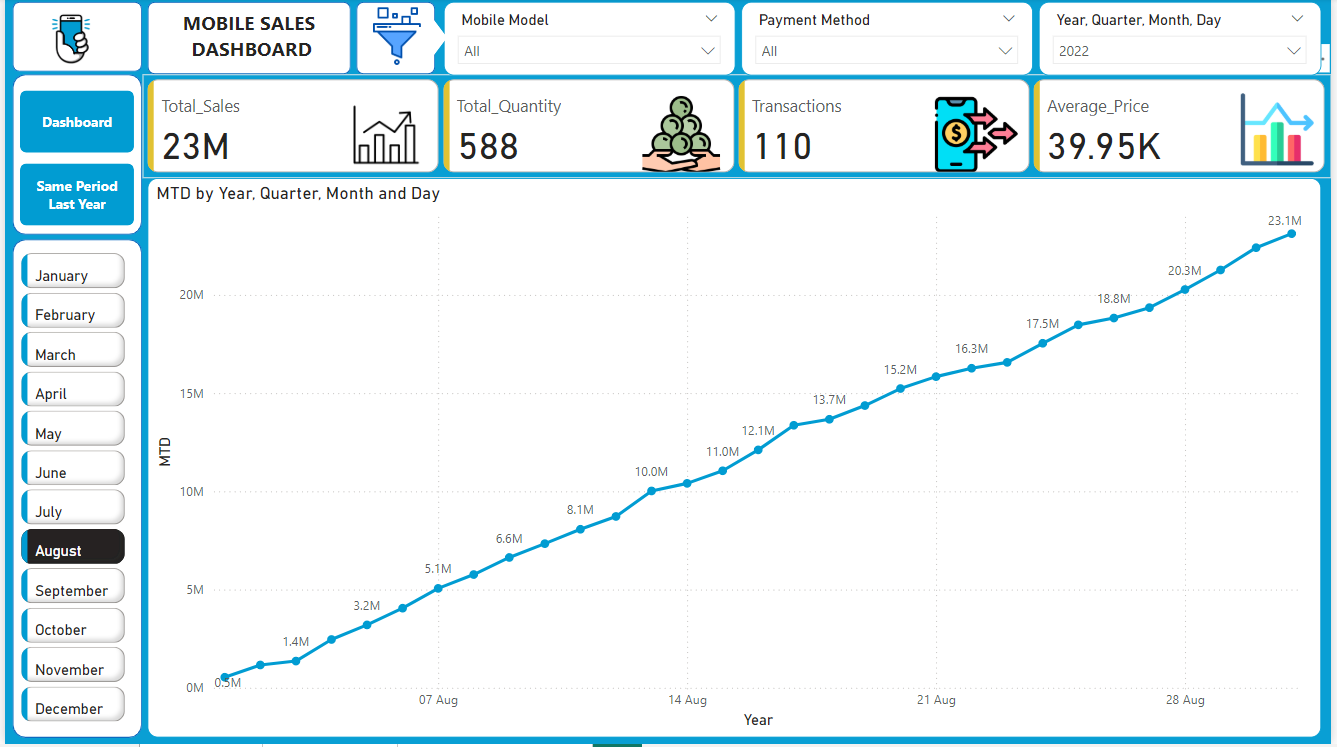 MOBILE SALES
DASHBOARD
Mobile Model
All
Payment Method
All
Year, Quarter, Month, Day
2022
Dashboard
Same Period
Last Year
Total_Sales
23M
Total_Quantity
588
Transactions
110
Average_Price
39.95K
January
February
March
April
May
June
July
August
September
October
November
December
MTD by Year, Quarter, Month and Day
MTD
20M
15M
10M
5M
0M
0.5M
1.4M
3.2M
5.1M
6.6M
8.1M
10.0M
11.0M
12.1M
13.7M
15.2M
16.3M
17.5M
18.8M
20.3M
23.1M
07 Aug
14 Aug
21 Aug
28 Aug
Year